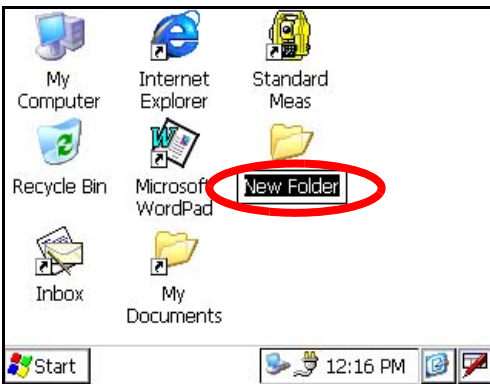 My Computer
Internet Explorer
Standard Meas
Recycle Bin
Microsoft WordPad
New Folder
Inbox
My Documents
Start
12:16 PM